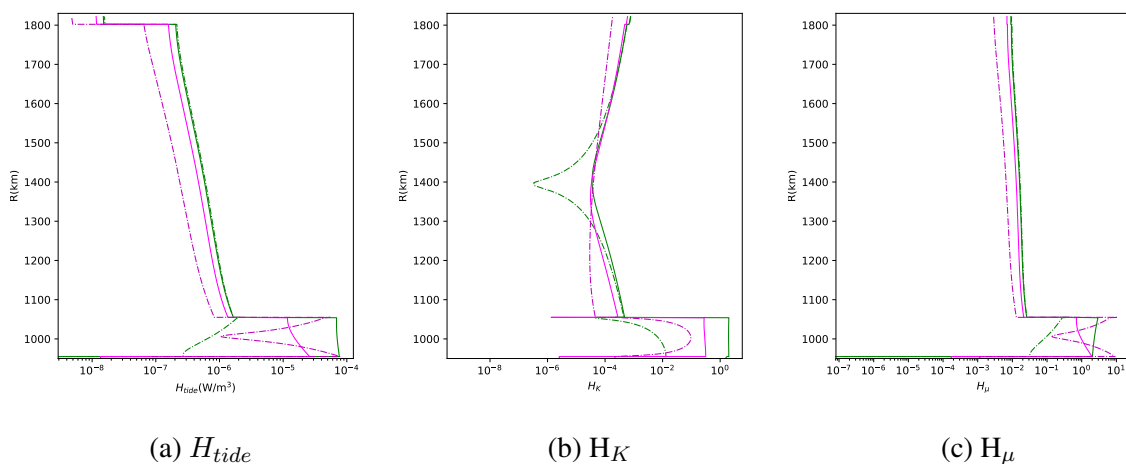 1800
1700
1600
1500
1400
1300
1200
1100
1000
R(km)
10⁻⁸ 10⁻⁷ 10⁻⁶ 10⁻⁵ 10⁻⁴
H_tide(W/m³)
1800
1700
1600
1500
1400
1300
1200
1100
1000
R(km)
10⁻⁸ 10⁻⁶ 10⁻⁴ 10⁻² 10⁰
H_K
1800
1700
1600
1500
1400
1300
1200
1100
1000
R(km)
10⁻⁷ 10⁻⁶ 10⁻⁵ 10⁻⁴ 10⁻³ 10⁻² 10⁻¹ 10⁰ 10¹
H_μ
(a) H_tide (b) H_K (c) H_μ